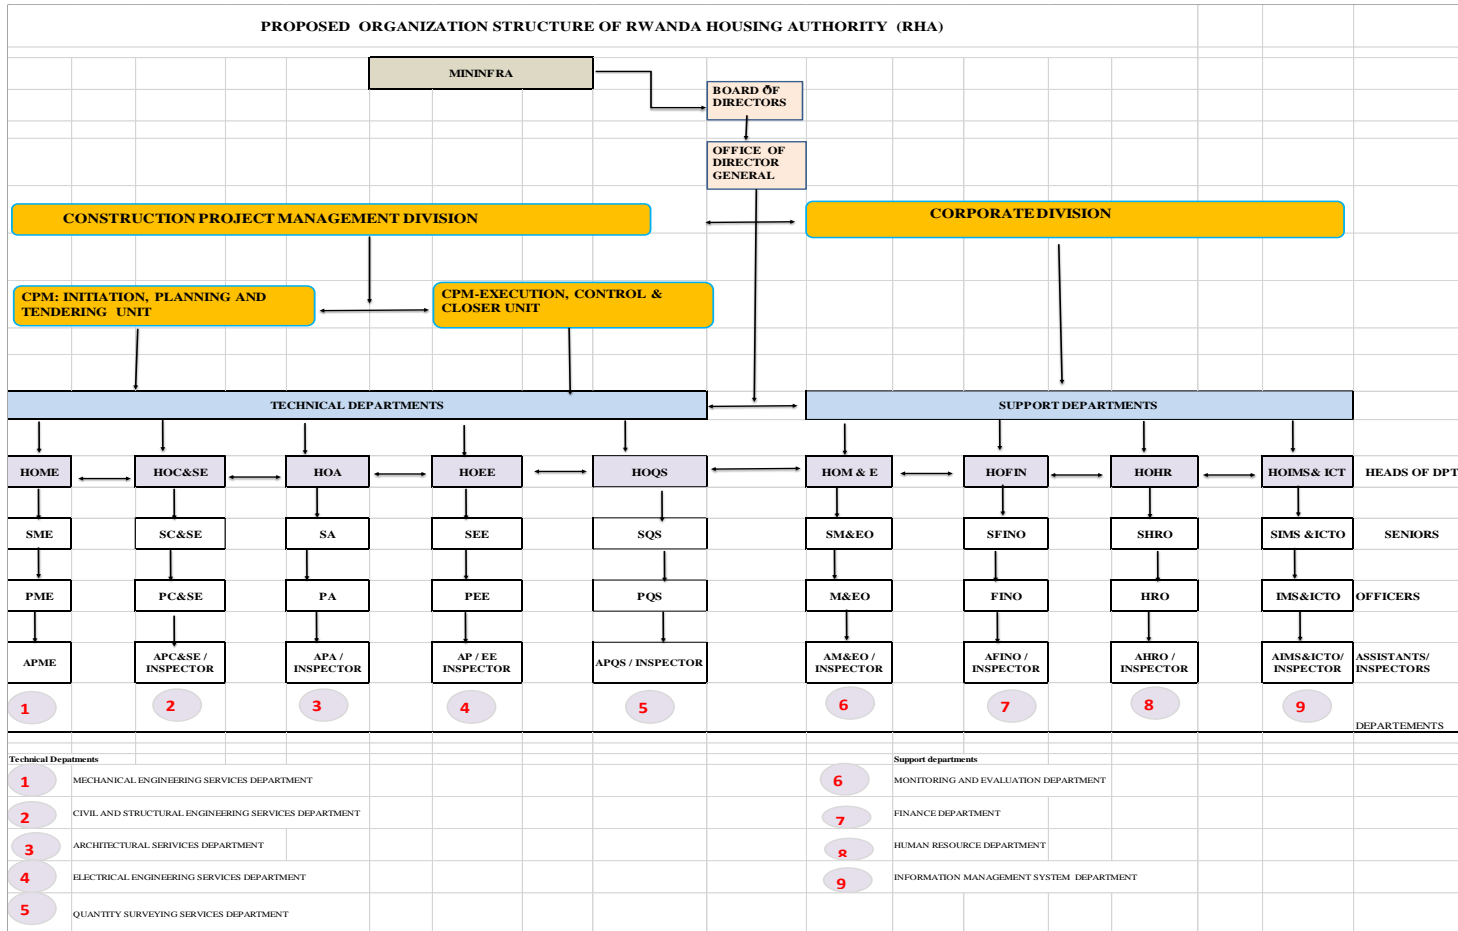 PROPOSED ORGANIZATION STRUCTURE OF RWANDA HOUSING AUTHORITY (RHA)
MININFRA
BOARD OF
DIRECTORS
OFFICE OF
DIRECTOR
GENERAL
CONSTRUCTION PROJECT MANAGEMENT DIVISION
CORPORATE DIVISION
CPM: INITIATION, PLANNING AND
TENDERING UNIT
CPM-EXECUTION, CONTROL &
CLOSER UNIT
TECHNICAL DEPARTMENTS
SUPPORT DEPARTMENTS
HOME
HOC&SE
HOA
HOEE
HOQS
HOM & E
HOFIN
HOHR
HOIMS& ICT
HEADS OF DPT
SME
SC&SE
SA
SEE
SQS
SM&EO
SFINO
SHRO
SIMS &ICTO
SENIORS
PME
PC&SE
PA
PEE
PQS
M&EO
FINO
HRO
IMS&ICTO
OFFICERS
APME
APC&SE /
INSPECTOR
APA /
INSPECTOR
AP / EE
INSPECTOR
APQS / INSPECTOR
AM&EO /
INSPECTOR
AFINO /
INSPECTOR
AHRO /
INSPECTOR
AIMS&ICTO/
INSPECTOR
ASSISTANTS/
INSPECTORS
1
2
3
4
5
6
7
8
9
DEPARTEMENTS
Technical Depatments
1
MECHANICAL ENGINEERING SERVICES DEPARTMENT
2
CIVIL AND STRUCTURAL ENGINEERING SERVICES DEPARTMENT
3
ARCHITECTURAL SERIVICES DEPARTMENT
4
ELECTRICAL ENGINEERING SERVICES DEPARTMENT
5
QUANTITY SURVEYING SERVICES DEPARTMENT
Support departments
6
MONITORING AND EVALUATION DEPARTMENT
7
FINANCE DEPARTMENT
8
HUMAN RESOURCE DEPARTMENT
9
INFORMATION MANAGEMENT SYSTEM DEPARTMENT